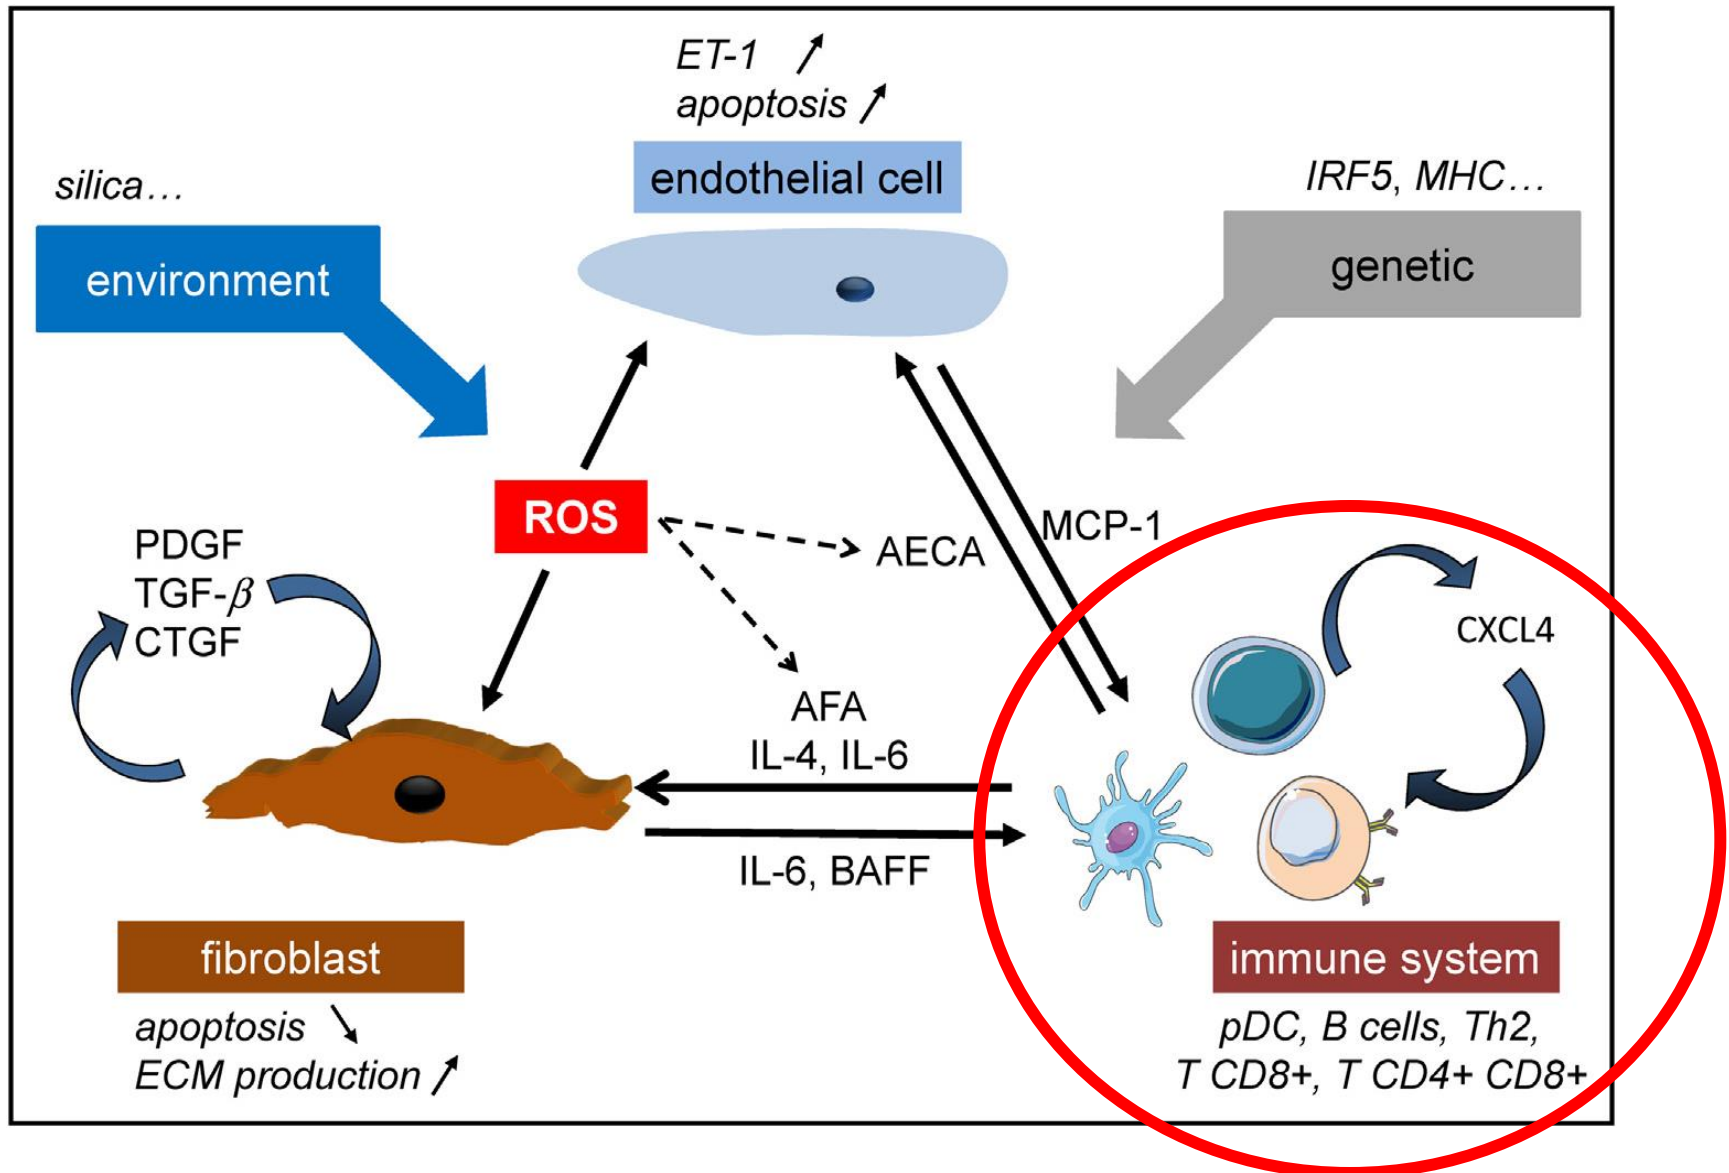 ET-1
apoptosis
endothelial cell
silica…
environment
IRF5, MHC…
genetic
ROS
AECA
MCP-1
PDGF
TGF-β
CTGF
CXCL4
AFA
IL-4, IL-6
IL-6, BAFF
fibroblast
apoptosis
ECM production
immune system
pDC, B cells, Th2,
T CD8+, T CD4+ CD8+